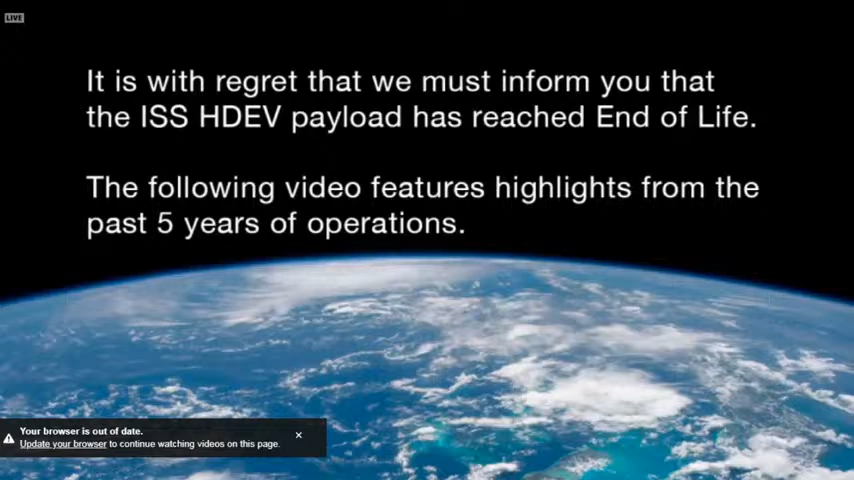 LIVE
It is with regret that we must inform you that
the ISS HDEV payload has reached End of Life.
The following video features highlights from the
past 5 years of operations.
Your browser is out of date.
Update your browser to continue watching videos on this page.
×